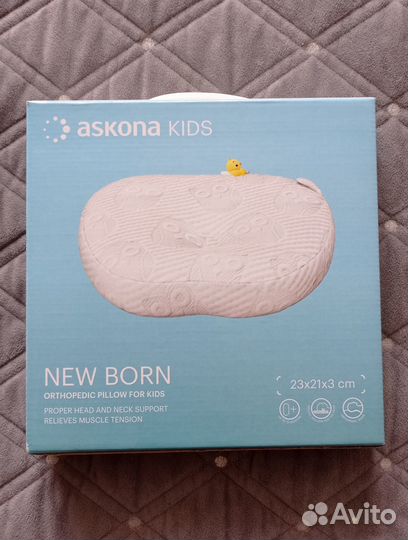 askona KIDS
NEW BORN
ORTHOPEDIC PILLOW FOR KIDS
PROPER HEAD AND NECK SUPPORT
RELIEVES MUSCLE TENSION
23x21x3 cm
0+
Avito